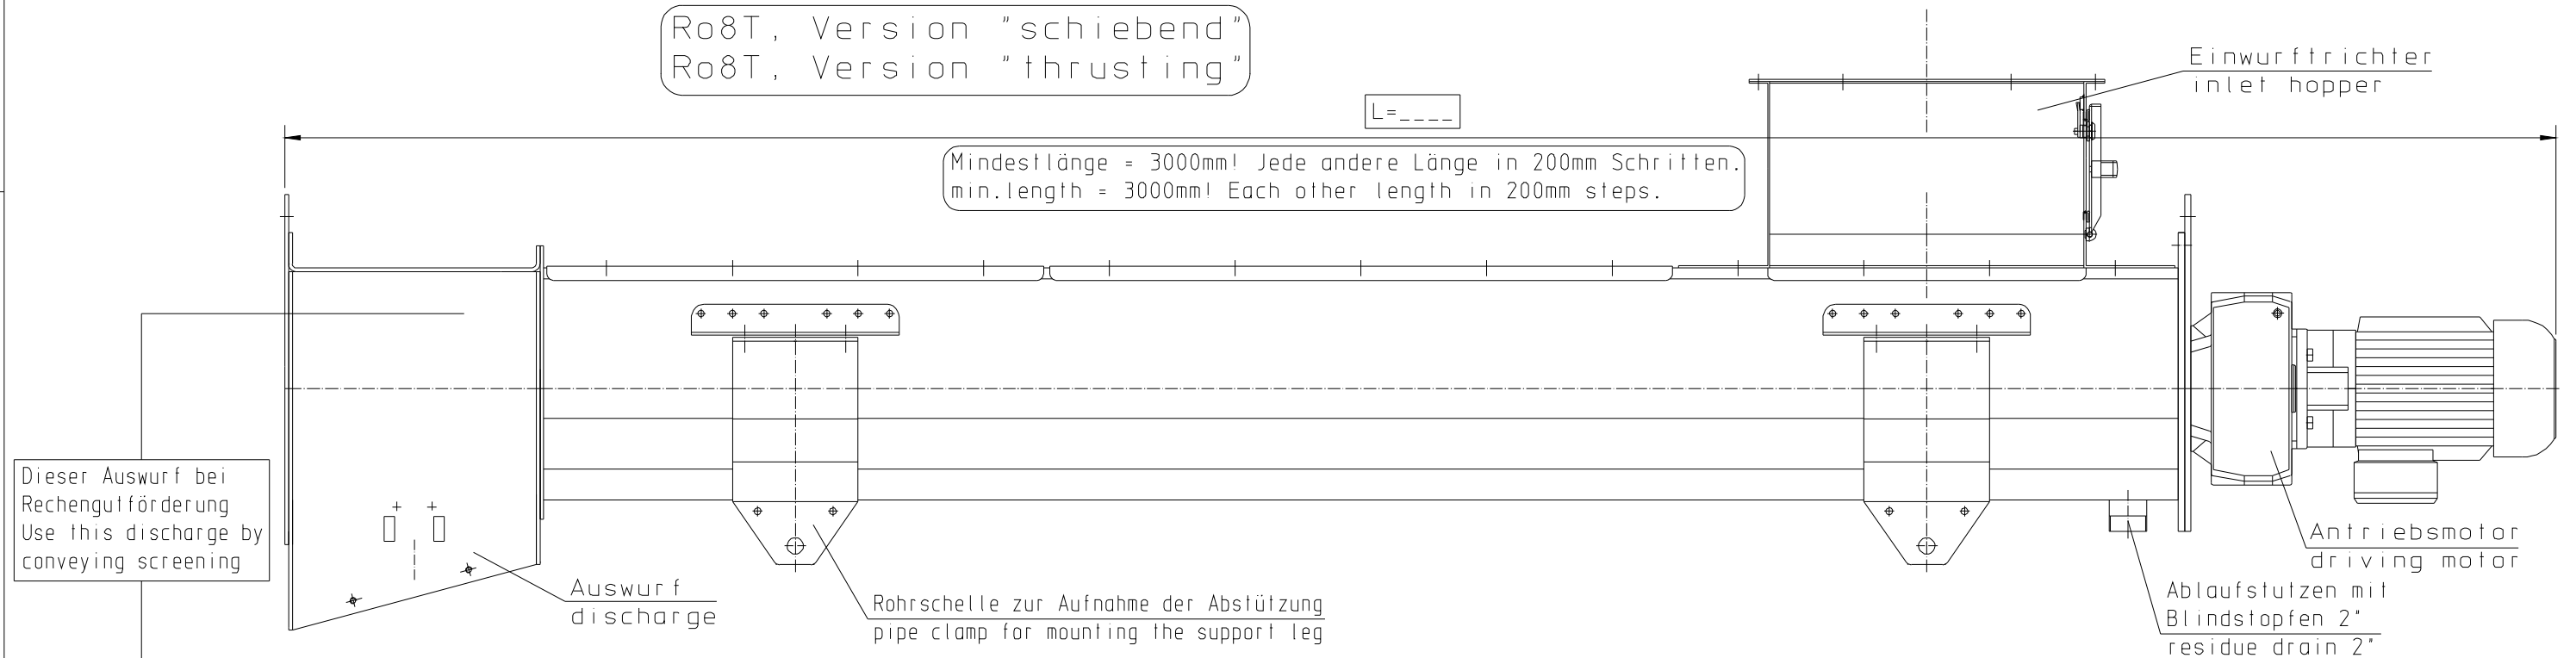 Ro8T, Version "schiebend"
Ro8T, Version "thrusting"
Einwurftrichter
inlet hopper
L=____
Mindestlänge = 3000mm! Jede andere Länge in 200mm Schritten.
min.length = 3000mm! Each other length in 200mm steps.
Dieser Auswurf bei
Rechengutförderung
Use this discharge by
conveying screening
Auswurf
discharge
Rohrschelle zur Aufnahme der Abstützung
pipe clamp for mounting the support leg
Antriebsmotor
driving motor
Ablaufstutzen mit
Blindstopfen 2"
residue drain 2"